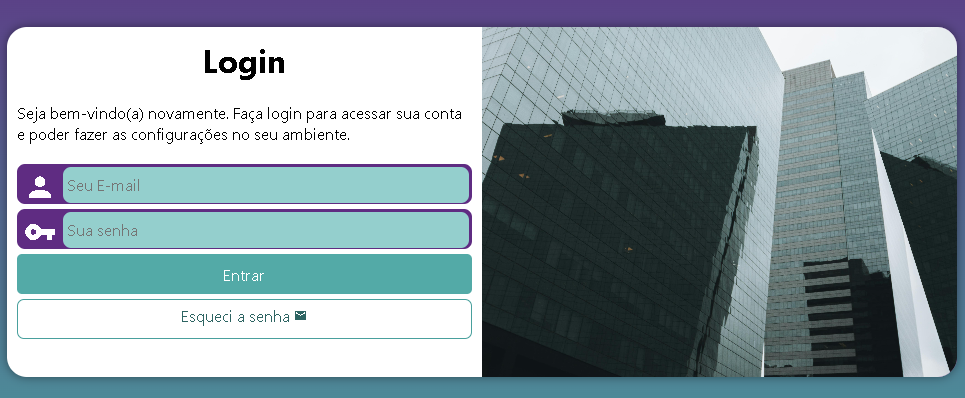 Login
Seja bem-vindo(a) novamente. Faça login para acessar sua conta
e poder fazer as configurações no seu ambiente.
Seu E-mail
Sua senha
Entrar
Esqueci a senha